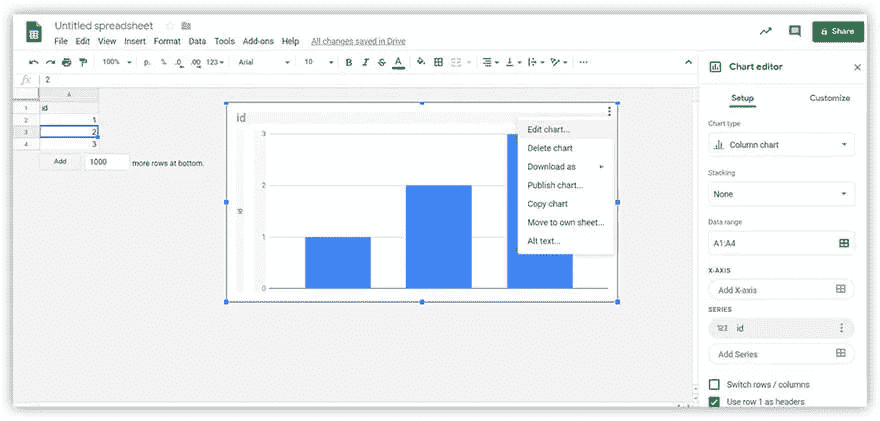 Untitled spreadsheet
File Edit View Insert Format Data Tools Add-ons Help All changes saved in Drive
Share
100% % .0 .00 123 Arial 10 B I S A
fx 2
A
1 id
2 1
3 2
4 3
Add 1000 more rows at bottom.
id
id
3
2
1
0
Edit chart...
Delete chart
Download as
Publish chart...
Copy chart
Move to own sheet...
Alt text...
Chart editor
Setup Customize
Chart type
Column chart
Stacking
None
Data range
A1:A4
X-AXIS
Add X-axis
SERIES
123 id
Add Series
Switch rows / columns
Use row 1 as headers